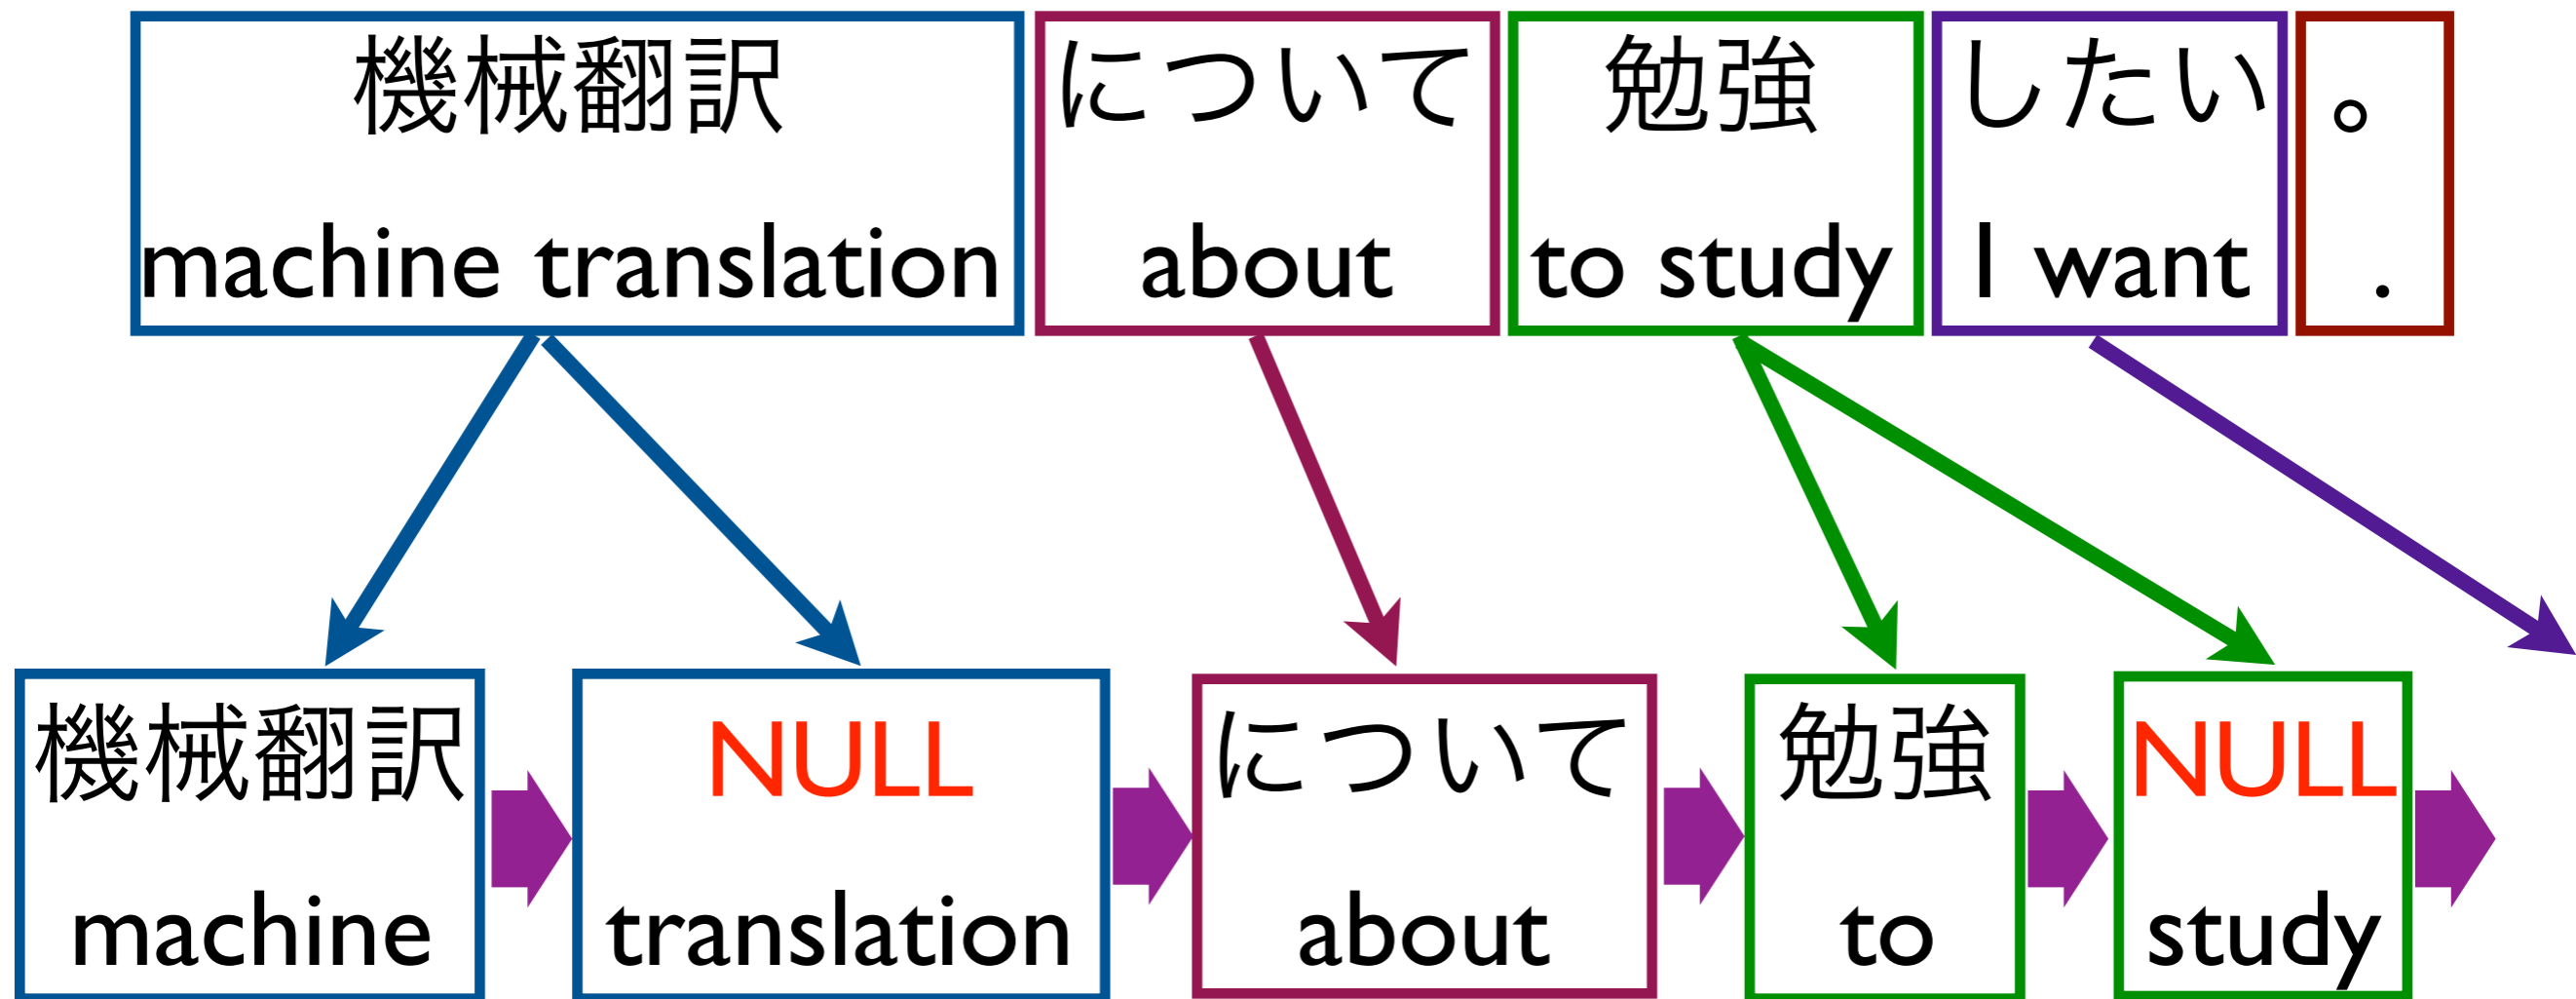 機械翻訳 について 勉強 したい 。
machine translation about to study I want .
機械翻訳 NULL について 勉強 NULL
machine translation about to study